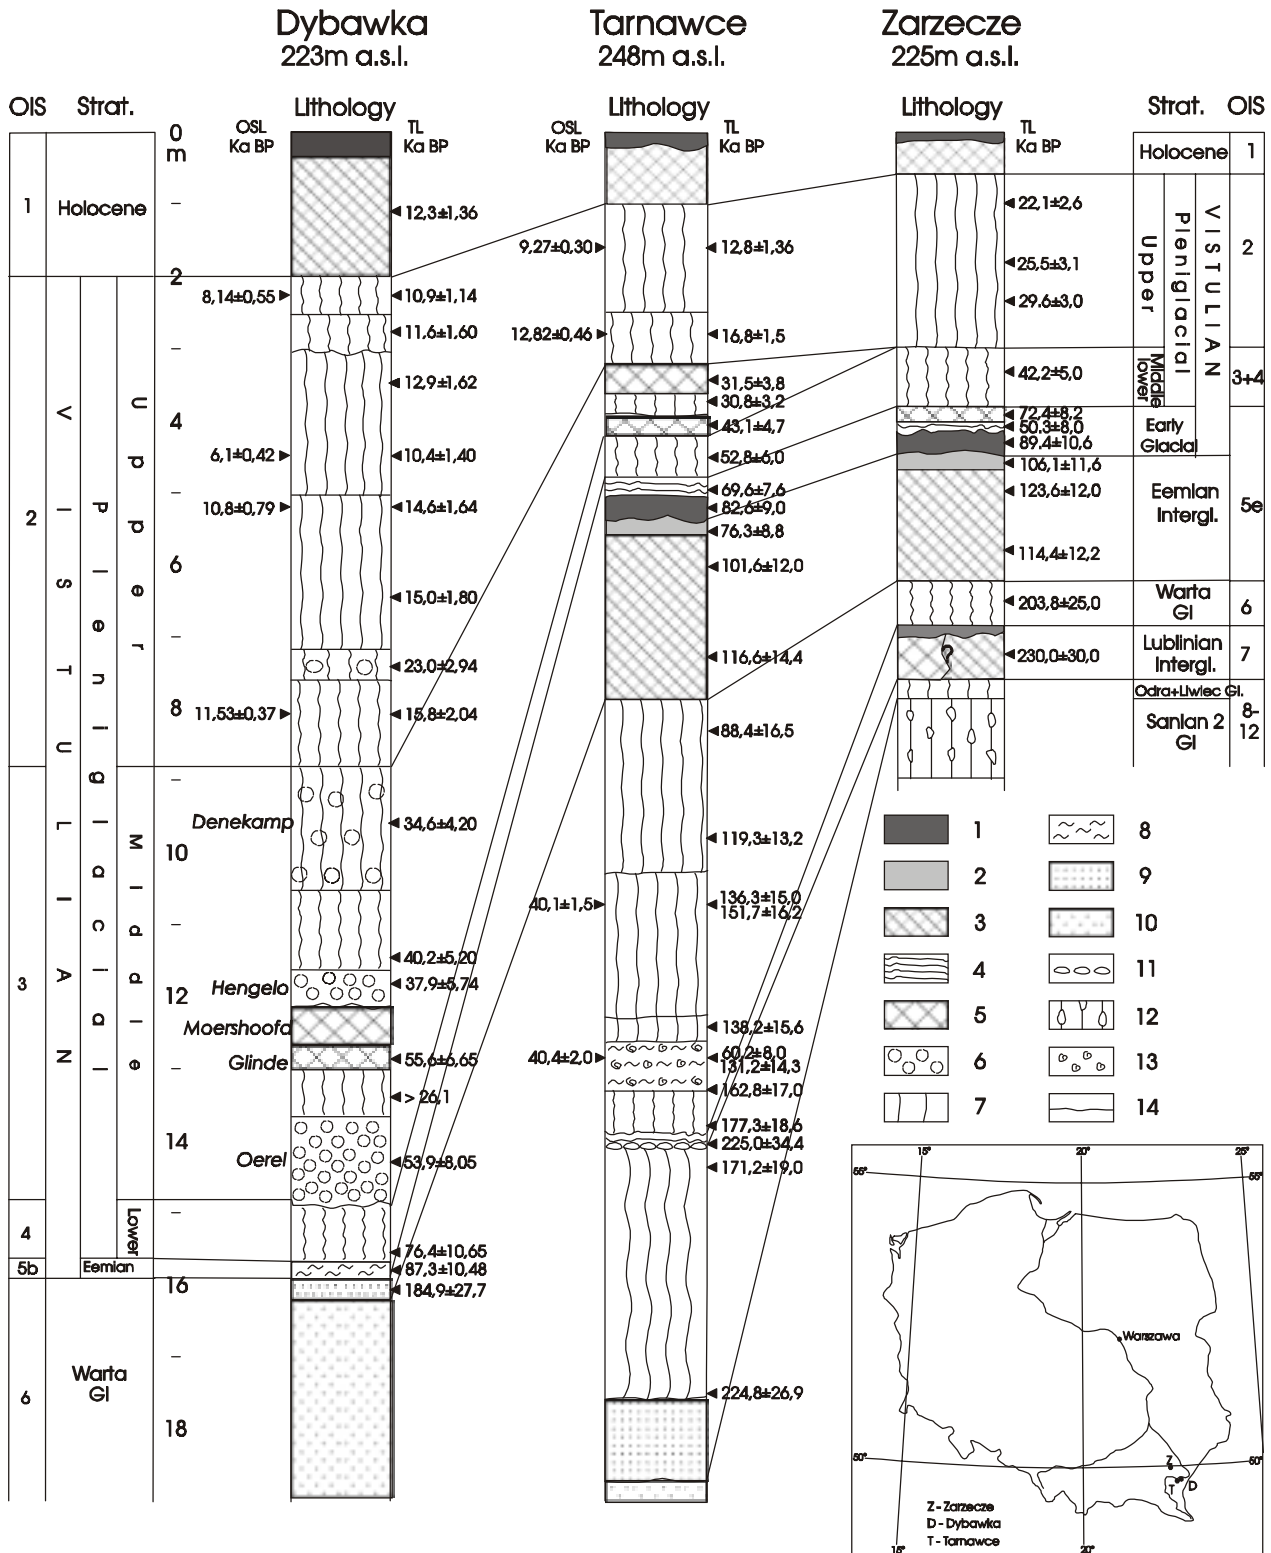 Dybawka
223m a.s.l.
Tarnawce
248m a.s.l.
Zarzecze
225m a.s.l.
OIS
Strat.
Lithology
OSL
Ka BP
TL
Ka BP
Lithology
OSL
Ka BP
TL
Ka BP
Lithology
TL
Ka BP
Strat.
OIS
0
m
2
4
6
8
10
12
14
16
18
1
Holocene
2
3
4
5b
6
VISTULIAN
Pleniglacial
Upper
Middle
Lower
Eemian
Warta
Gl
8,14±0,55
6,1±0,42
10,8±0,79
11,53±0,37
Denekamp
Hengelo
Moershoofd
Glinde
Oerel
12,3±1,36
10,9±1,14
11,6±1,60
12,9±1,62
10,4±1,40
14,6±1,64
15,0±1,80
23,0±2,94
15,8±2,04
34,6±4,20
40,2±5,20
37,9±5,74
55,6±6,65
> 26,1
53,9±8,05
76,4±10,65
87,3±10,48
184,9±27,7
9,27±0,30
12,82±0,46
40,1±1,5
40,4±2,0
12,8±1,36
16,8±1,5
31,5±3,8
30,8±3,2
43,1±4,7
52,8±6,0
69,6±7,6
82,6±9,0
76,3±8,8
101,6±12,0
116,6±14,4
88,4±16,5
119,3±13,2
136,3±15,0
151,7±16,2
138,2±15,6
60,2±8,0
131,2±14,3
162,8±17,0
177,3±18,6
225,0±34,4
171,2±19,0
224,8±26,9
22,1±2,6
25,5±3,1
29.6±3,0
42,2±5,0
72,4±8,2
50,3±8,0
89,4±10,6
106,1±11,6
123,6±12,0
114,4±12,2
203,8±25,0
?
230,0±30,0
Holocene
1
Upper
Pleniglacial
VISTULIAN
2
Middle
lower
3+4
Early
Glacial
Eemian
Intergl.
5e
Warta
Gl
6
Lublinian
Intergl.
7
Odra+Liwiec Gl.
Sanian 2
Gl
8-
12
1
2
3
4
5
6
7
8
9
10
11
12
13
14
15°
20°
25°
55°
55°
Warszawa
50°
50°
Z
T
D
Z - Zarzecze
D - Dybawka
T - Tarnawce
15°
20°